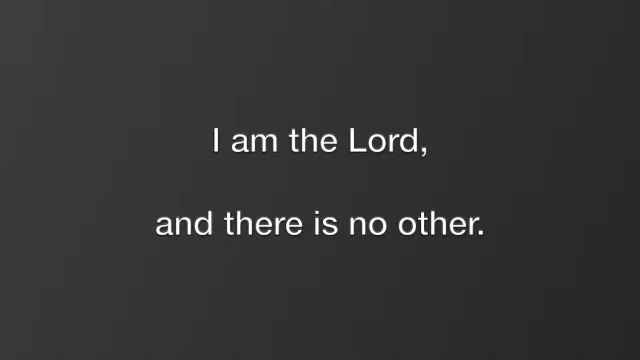 I am the Lord,
and there is no other.